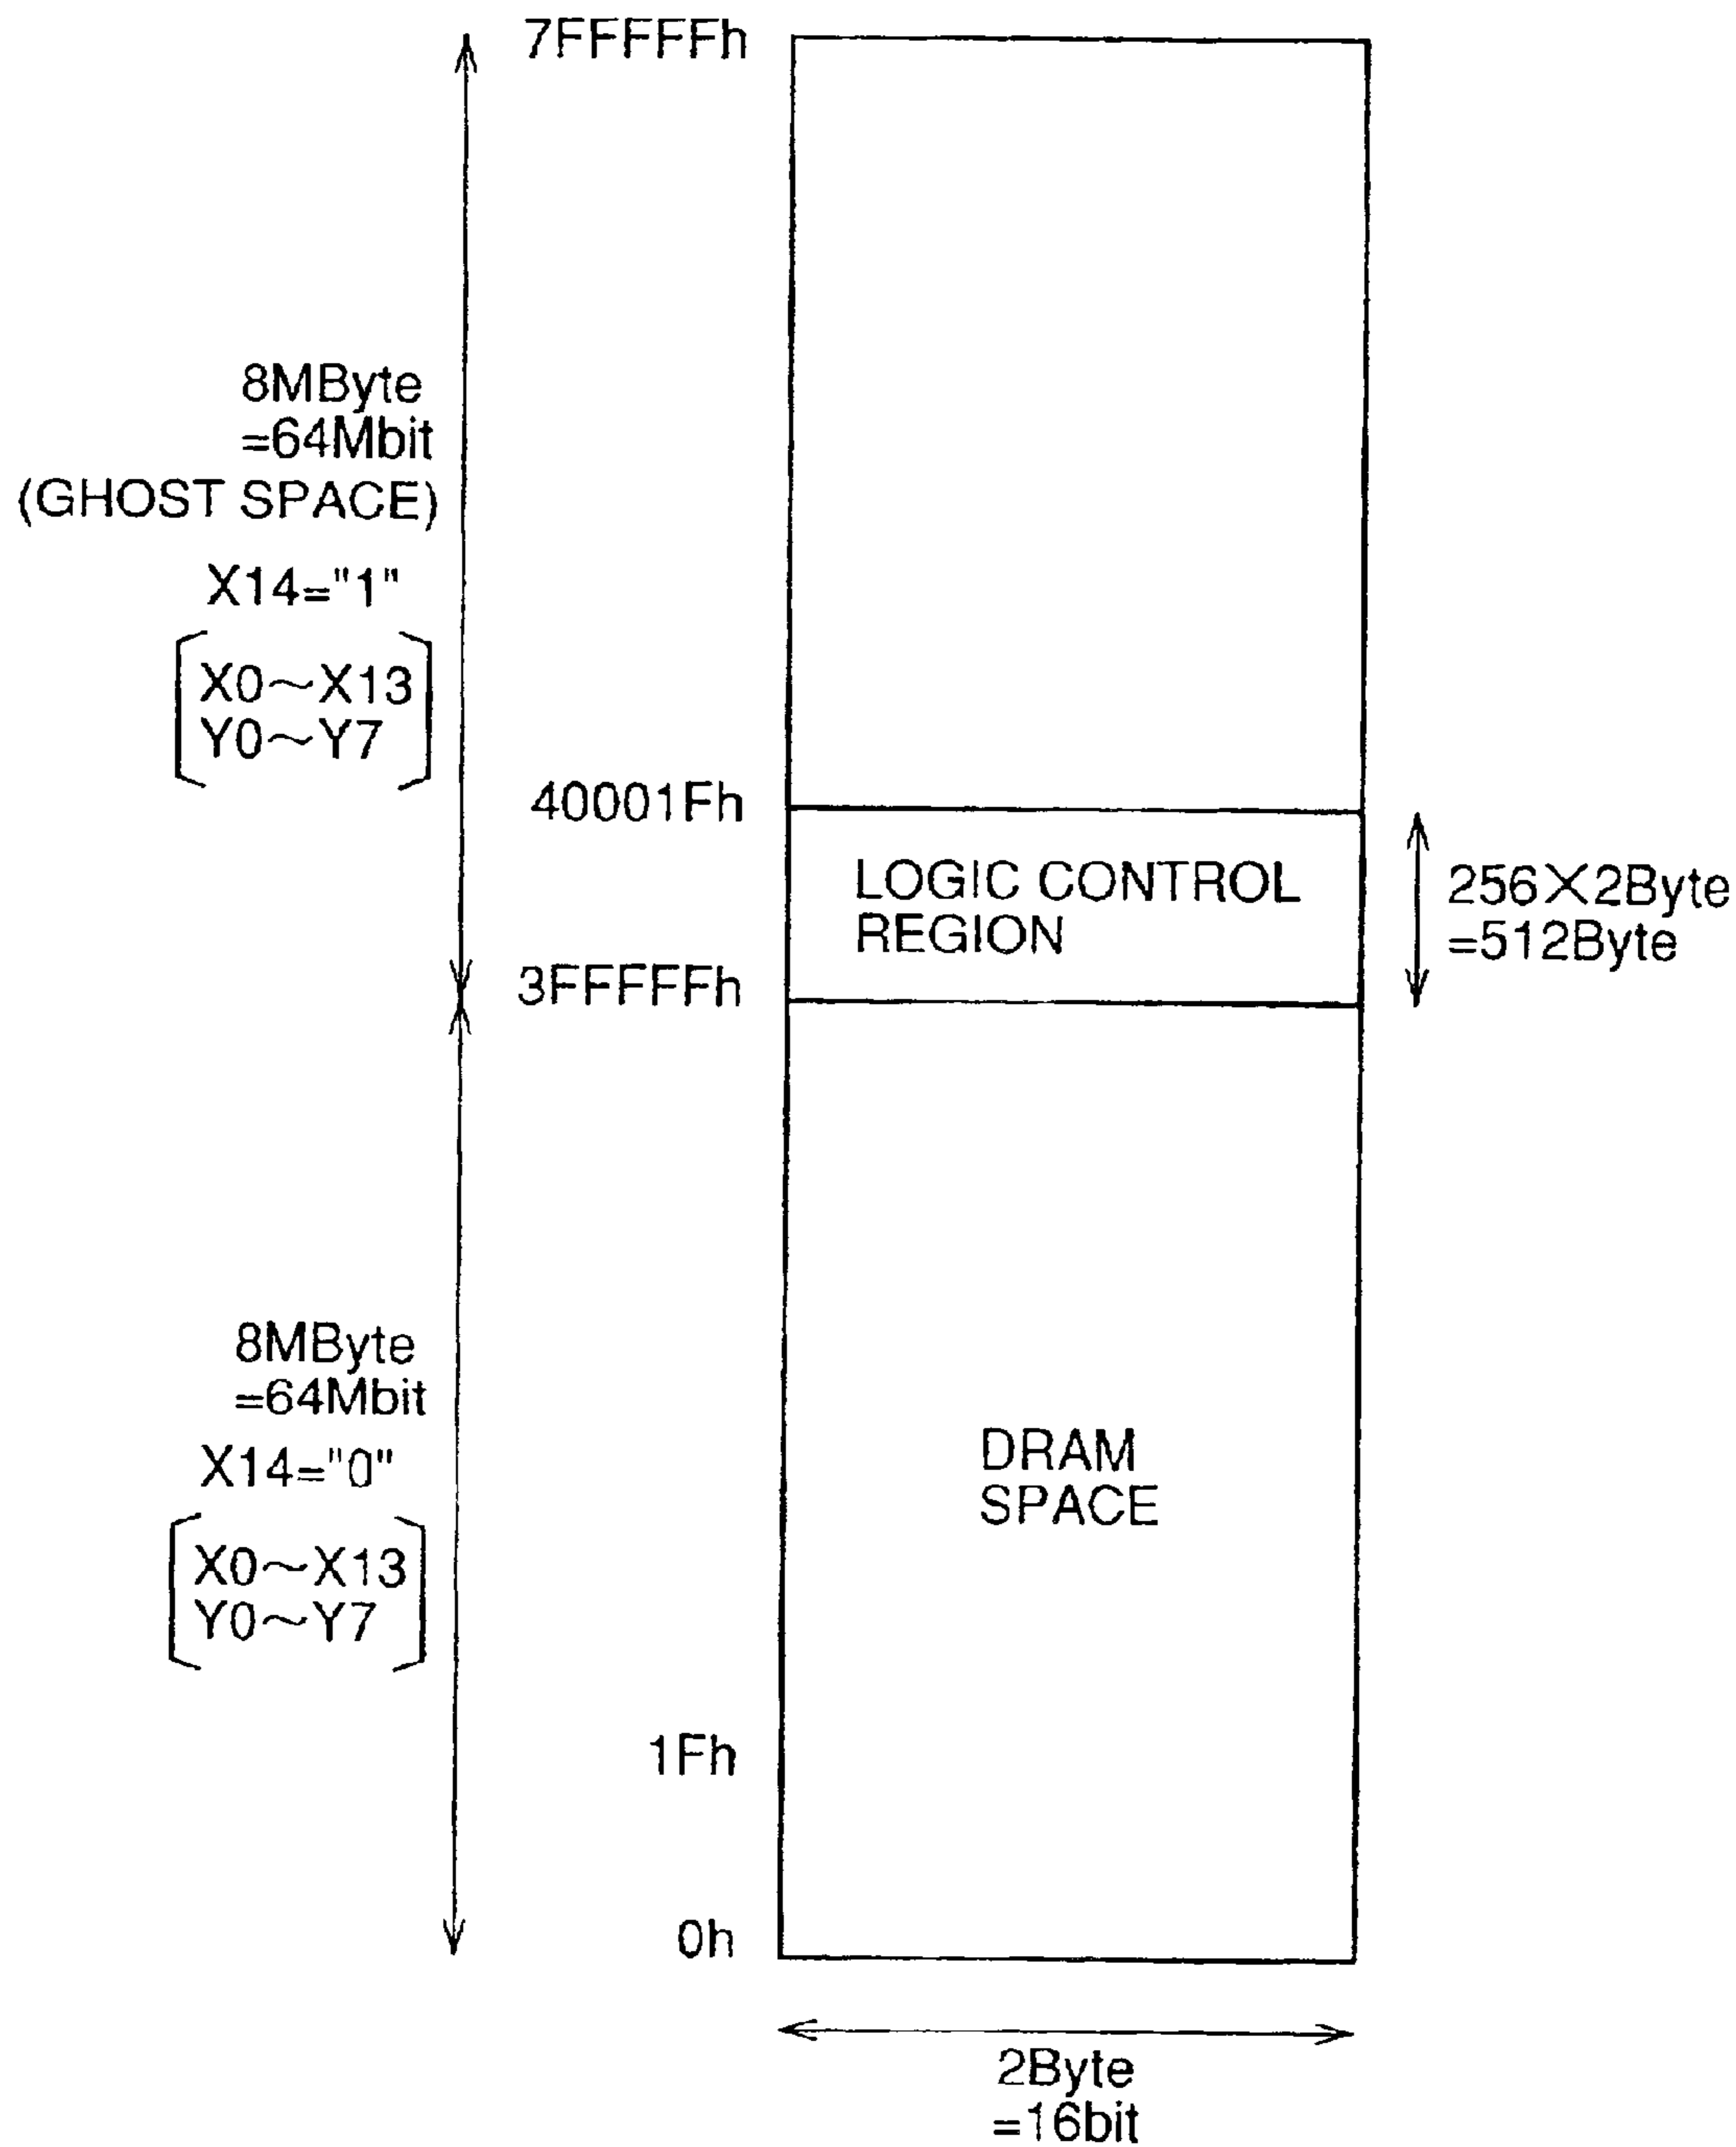 7FFFFFh
8MByte
=64Mbit
(GHOST SPACE)
X14="1"
X0～X13
Y0～Y7
40001Fh
LOGIC CONTROL
REGION
256×2Byte
=512Byte
3FFFFFh
8MByte
=64Mbit
X14="0"
X0～X13
Y0～Y7
DRAM
SPACE
1Fh
0h
2Byte
=16bit